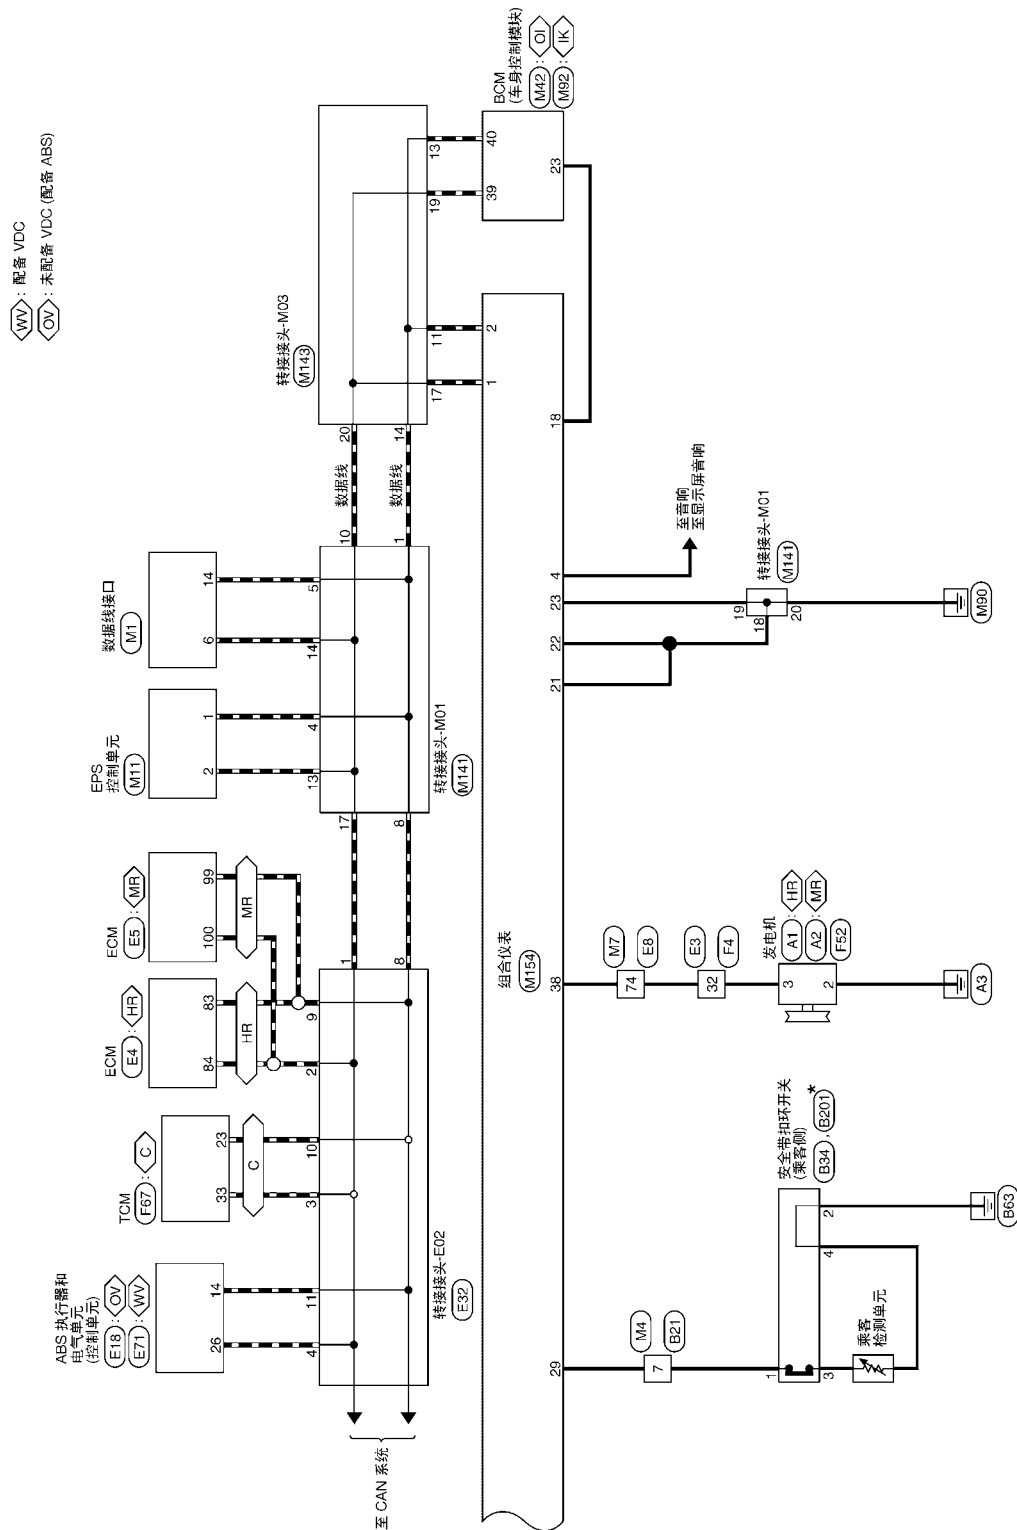 WV : 配备 VDC
OV : 未配备 VDC (配备 ABS)
ABS 执行器和
电气单元
(控制单元)
E18 : OV
E71 : WV
26
14
TCM
F67 : C
33
23
C
ECM
E4 : HR
84
83
HR
ECM
E5 : MR
100
99
MR
EPS
控制单元
M11
2
1
数据线接口
M1
6
14
转接接头-M03
M143
至 CAN 系统
4
11
3
10
2
9
1
8
转接接头-E02
E32
17
8
13
4
14
5
10
1
转接接头-M01
M141
数据线
数据线
20
14
17
11
19
13
BCM
(车身控制模块)
M42 : OI
M92 : IK
39
40
23
1
2
组合仪表
M154
29
38
21
22
23
4
18
至音响
至显示屏音响
转接接头-M01
M141
19
18
20
M90
M7
74
E8
E3
32
F4
发电机
A1 : HR
A2 : MR
F52
3
2
A3
M4
7
B21
安全带扣环开关
(乘客侧)
B34 , B201 *
1
3
4
2
乘客
检测单元
B63